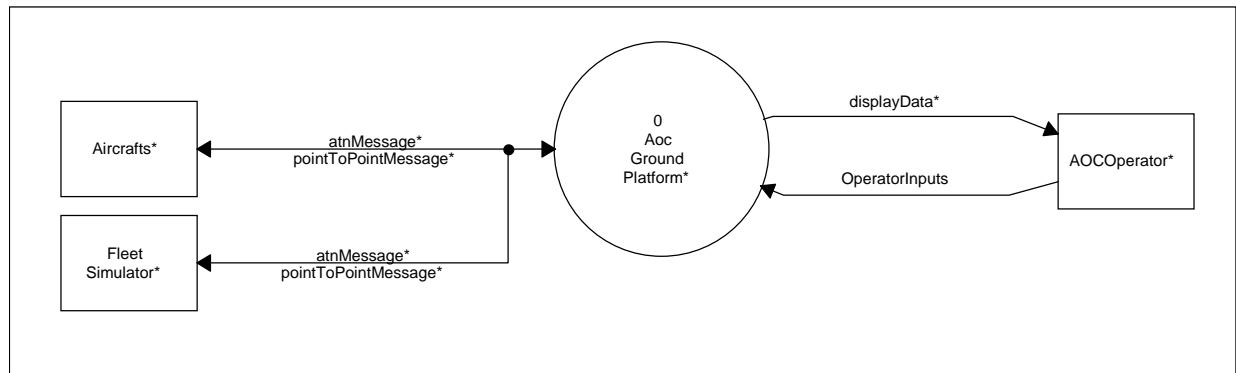 0
Aoc
Ground
Platform*
displayData*
Aircrafts*
atnMessage*
pointToPointMessage*
AOCOperator*
OperatorInputs
Fleet
Simulator*
atnMessage*
pointToPointMessage*